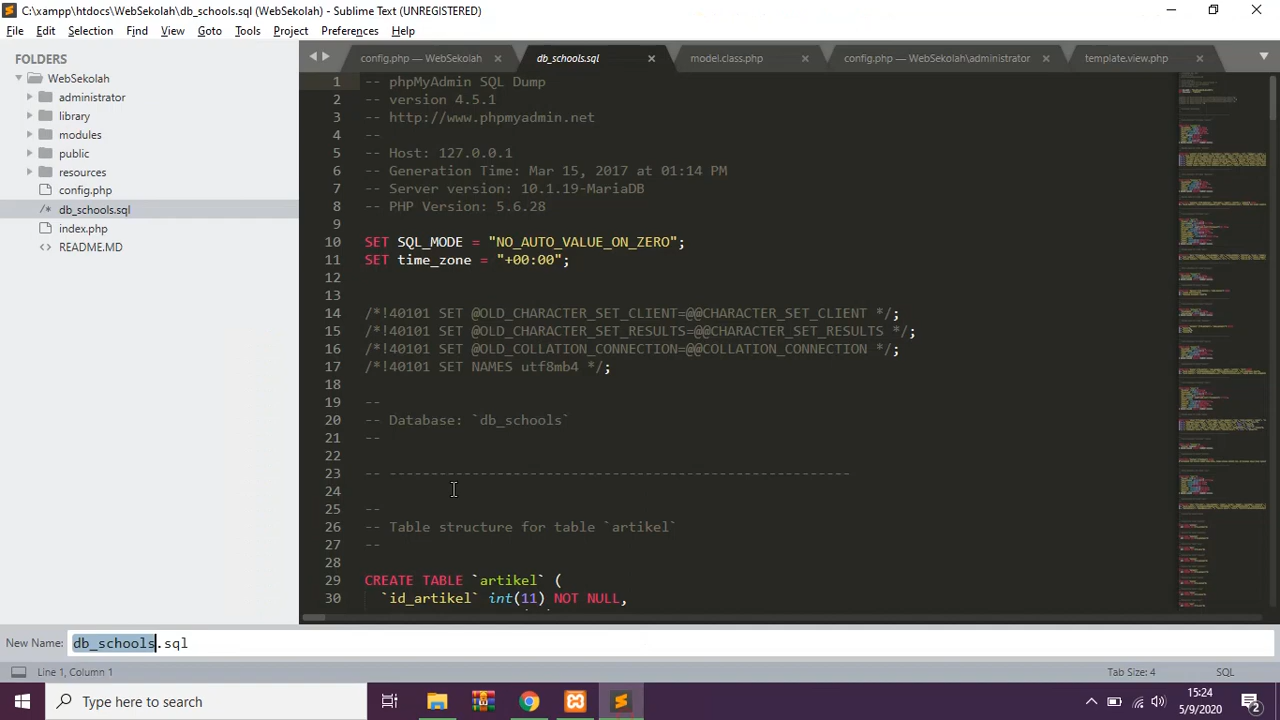 C:\xampp\htdocs\WebSekolah\db_schools.sql (WebSekolah) - Sublime Text (UNREGISTERED)
File Edit Selection Find View Goto Tools Project Preferences Help
FOLDERS
WebSekolah
administrator
library
modules
public
resources
config.php
/* db_schools.sql
index.php
README.MD
config.php — WebSekolah × db_schools.sql × model.class.php × config.php — WebSekolah\administrator × template.view.php ×
1 -- phpMyAdmin SQL Dump
2 -- version 4.5.1
3 -- http://www.phpmyadmin.net
4 --
5 -- Host: 127.0.0.1
6 -- Generation Time: Mar 15, 2017 at 01:14 PM
7 -- Server version: 10.1.19-MariaDB
8 -- PHP Version: 5.6.28
9
10 SET SQL_MODE = "NO_AUTO_VALUE_ON_ZERO";
11 SET time_zone = "+00:00";
12
13
14 /*!40101 SET @OLD_CHARACTER_SET_CLIENT=@@CHARACTER_SET_CLIENT */;
15 /*!40101 SET @OLD_CHARACTER_SET_RESULTS=@@CHARACTER_SET_RESULTS */;
16 /*!40101 SET @OLD_COLLATION_CONNECTION=@@COLLATION_CONNECTION */;
17 /*!40101 SET NAMES utf8mb4 */;
18
19 --
20 -- Database: `db_schools`
21 --
22
23 -- --------------------------------------------------------
24
25 --
26 -- Table structure for table `artikel`
27 --
28
29 CREATE TABLE `artikel` (
30 `id_artikel` int(11) NOT NULL,
New Name: db_schools.sql
Line 1, Column 1 Tab Size: 4 SQL
Type here to search
15:24
5/9/2020
2